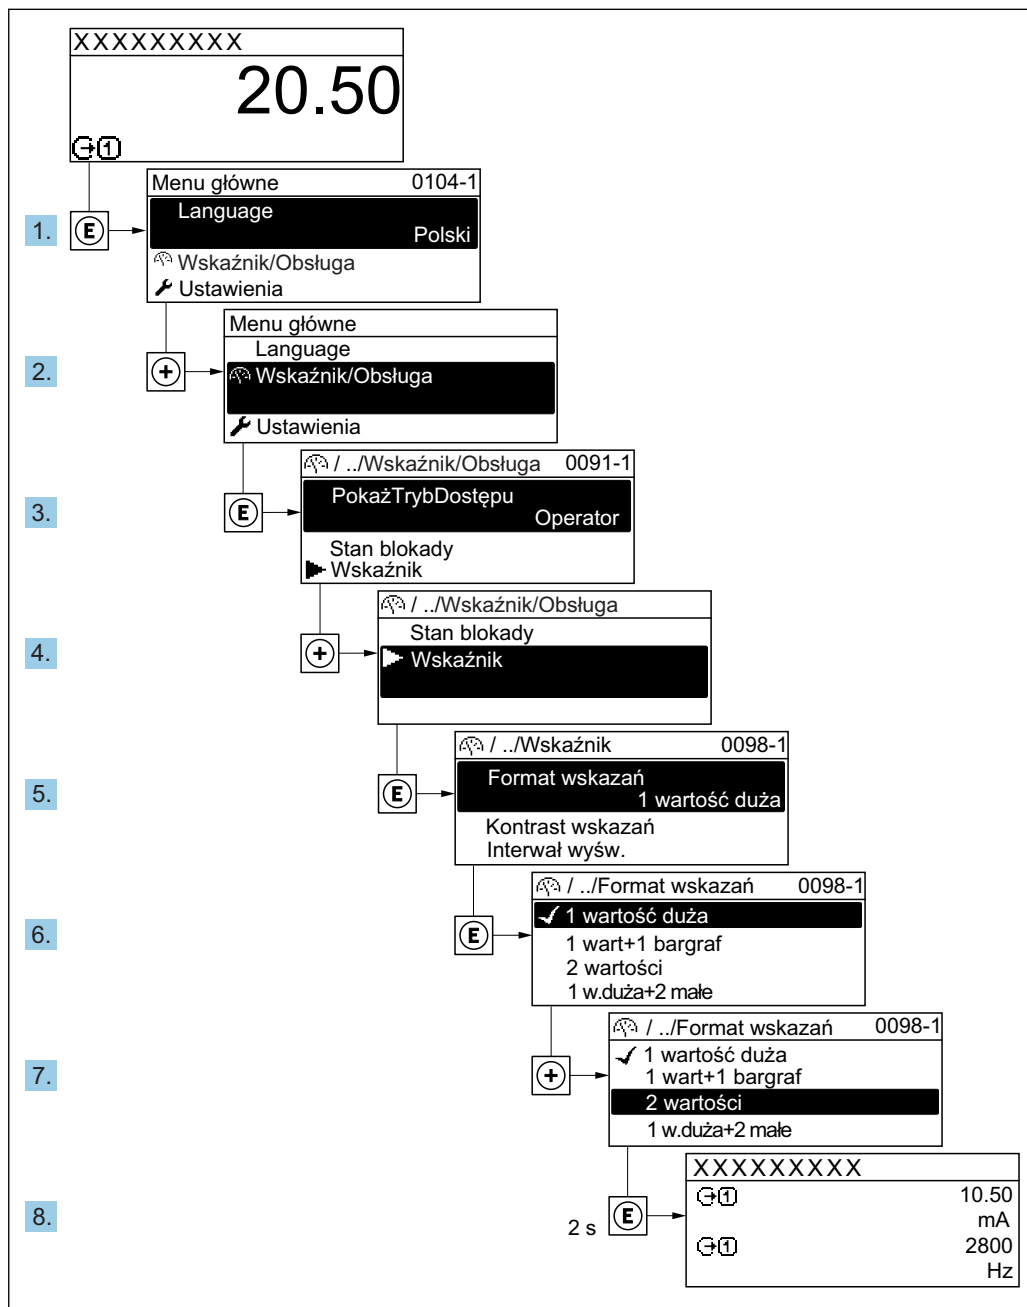 XXXXXXXXX
20.50
1
Menu główne 0104-1
1. E Language
Polski
Wskaźnik/Obsługa
Ustawienia
Menu główne
Language
2. + Wskaźnik/Obsługa
Ustawienia
/ ../Wskaźnik/Obsługa 0091-1
3. E PokażTrybDostępu
Operator
Stan blokady
Wskaźnik
/ ../Wskaźnik/Obsługa
Stan blokady
4. + Wskaźnik
/ ../Wskaźnik 0098-1
5. E Format wskazań
1 wartość duża
Kontrast wskazań
Interwał wyśw.
/ ../Format wskazań 0098-1
1 wartość duża
6. E 1 wart+1 bargraf
2 wartości
1 w.duża+2 małe
/ ../Format wskazań 0098-1
1 wartość duża
7. + 1 wart+1 bargraf
2 wartości
1 w.duża+2 małe
XXXXXXXXX
1 10.50
8. 2 s E mA
1 2800
Hz